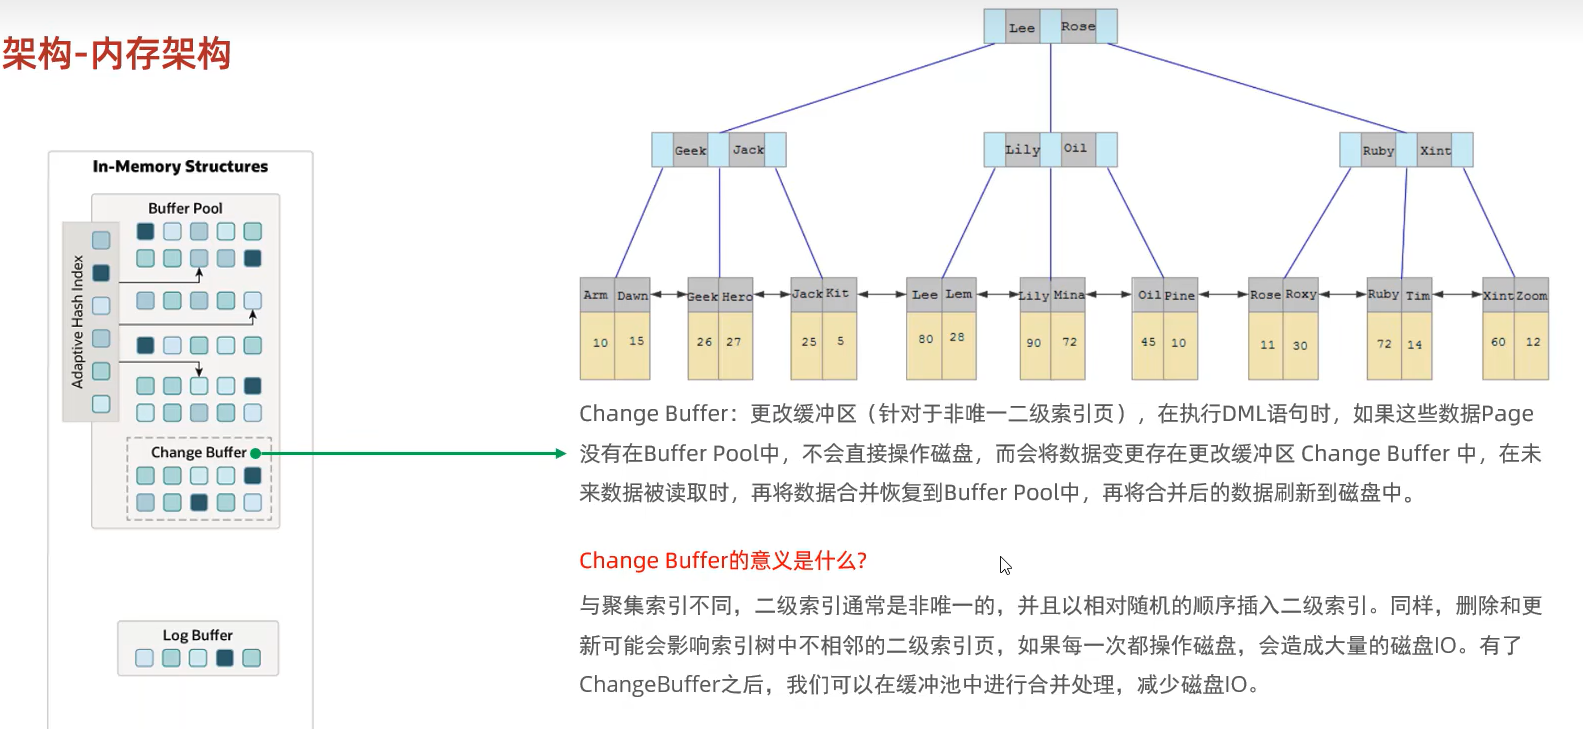 架构-内存架构
In-Memory Structures
Buffer Pool
Adaptive Hash Index
Change Buffer
Log Buffer
Lee Rose
Geek Jack
Lily Oil
Ruby Xint
Arm Dawn Geek Hero Jack Kit Lee Lem Lily Mina Oil Pine Rose Roxy Ruby Tim Xint Zoom
10 15 26 27 25 5 80 28 90 72 45 10 11 30 72 14 60 12
Change Buffer：更改缓冲区（针对于非唯一二级索引页），在执行DML语句时，如果这些数据Page
没有在Buffer Pool中，不会直接操作磁盘，而会将数据变更存在更改缓冲区 Change Buffer 中，在未
来数据被读取时，再将数据合并恢复到Buffer Pool中，再将合并后的数据刷新到磁盘中。
Change Buffer的意义是什么?
与聚集索引不同，二级索引通常是非唯一的，并且以相对随机的顺序插入二级索引。同样，删除和更
新可能会影响索引树中不相邻的二级索引页，如果每一次都操作磁盘，会造成大量的磁盘IO。有了
ChangeBuffer之后，我们可以在缓冲池中进行合并处理，减少磁盘IO。